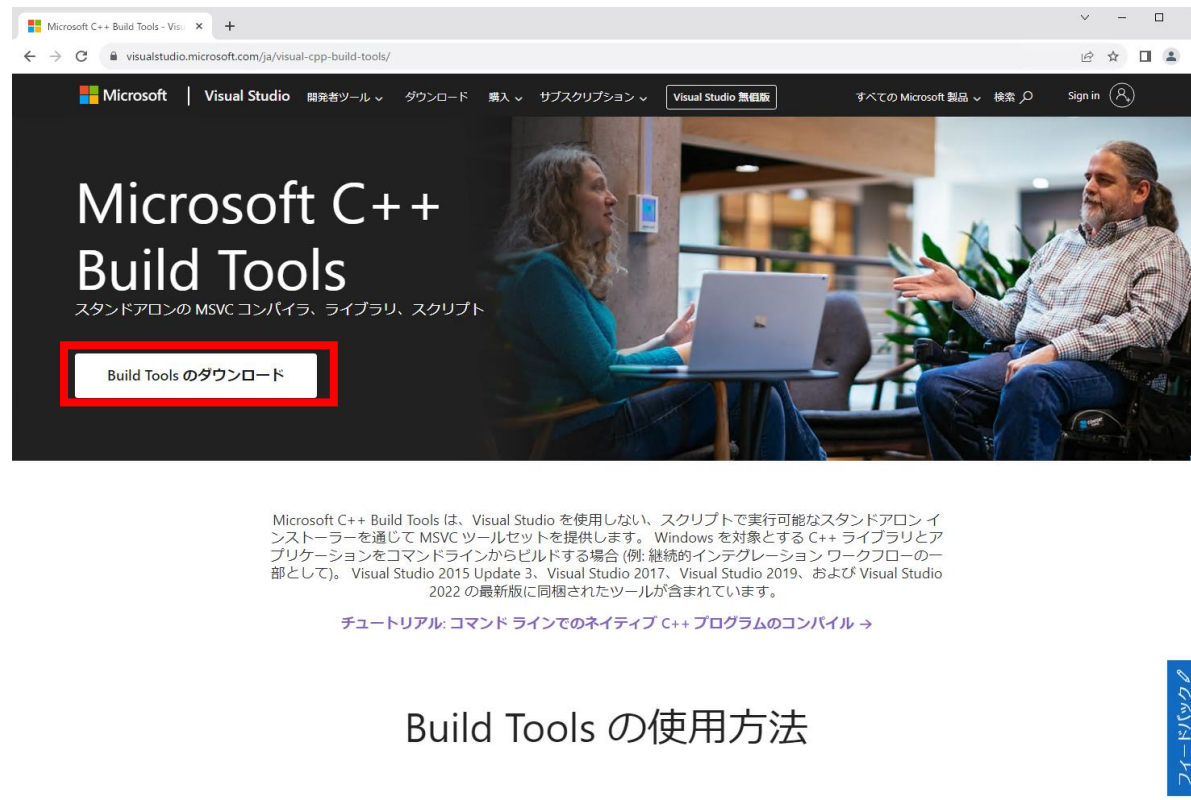 Microsoft C++ Build Tools - Vis
visualstudio.microsoft.com/ja/visual-cpp-build-tools/
Microsoft | Visual Studio 開発者ツール ダウンロード 購入 サブスクリプション Visual Studio 無償版 すべての Microsoft 製品 検索 Sign in
Microsoft C++
Build Tools
スタンドアロンの MSVC コンパイラ、ライブラリ、スクリプト
Build Tools のダウンロード
Microsoft C++ Build Tools は、Visual Studio を使用しない、スクリプトで実行可能なスタンドアロン イ
ンストーラーを通じて MSVC ツールセットを提供します。 Windows を対象とする C++ ライブラリとア
プリケーションをコマンドラインからビルドする場合 (例: 継続的インテグレーション ワークフローの一
部として)。 Visual Studio 2015 Update 3、Visual Studio 2017、Visual Studio 2019、および Visual Studio
2022 の最新版に同梱されたツールが含まれています。
チュートリアル: コマンド ラインでのネイティブ C++ プログラムのコンパイル →
フィードバック
Build Tools の使用方法